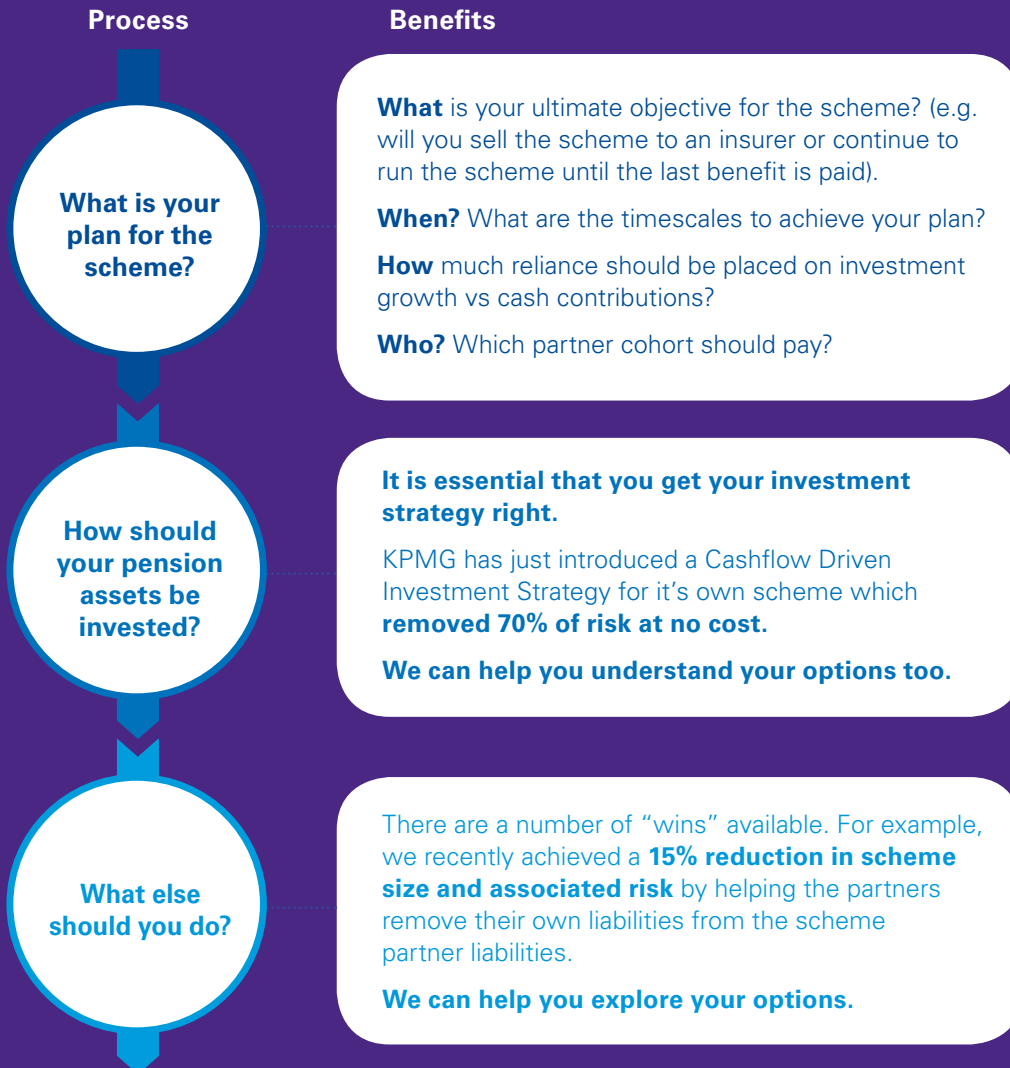 Process
Benefits
What is your
plan for the
scheme?
What is your ultimate objective for the scheme? (e.g.
will you sell the scheme to an insurer or continue to
run the scheme until the last benefit is paid).
When? What are the timescales to achieve your plan?
How much reliance should be placed on investment
growth vs cash contributions?
Who? Which partner cohort should pay?
How should
your pension
assets be
invested?
It is essential that you get your investment
strategy right.
KPMG has just introduced a Cashflow Driven
Investment Strategy for it’s own scheme which
removed 70% of risk at no cost.
We can help you understand your options too.
What else
should you do?
There are a number of “wins” available. For example,
we recently achieved a 15% reduction in scheme
size and associated risk by helping the partners
remove their own liabilities from the scheme
partner liabilities.
We can help you explore your options.